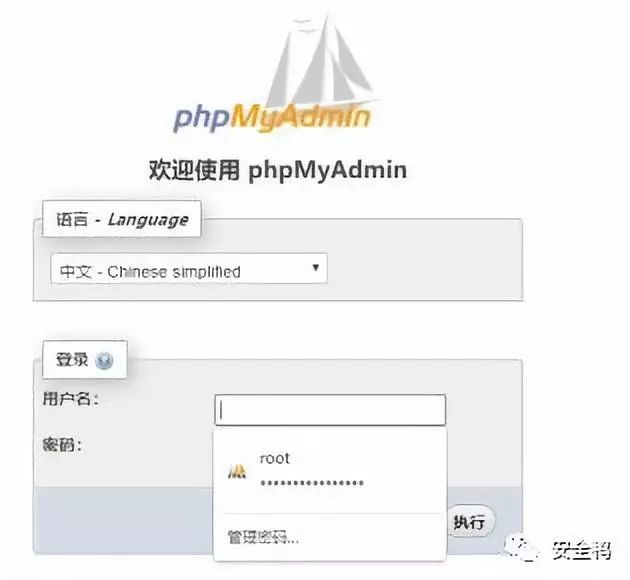 phpMyAdmin
欢迎使用 phpMyAdmin
语言 - Language
中文 - Chinese simplified
登录
用户名：
密码：
root
••••••••••••••••
管理密码...
执行
安全鸦